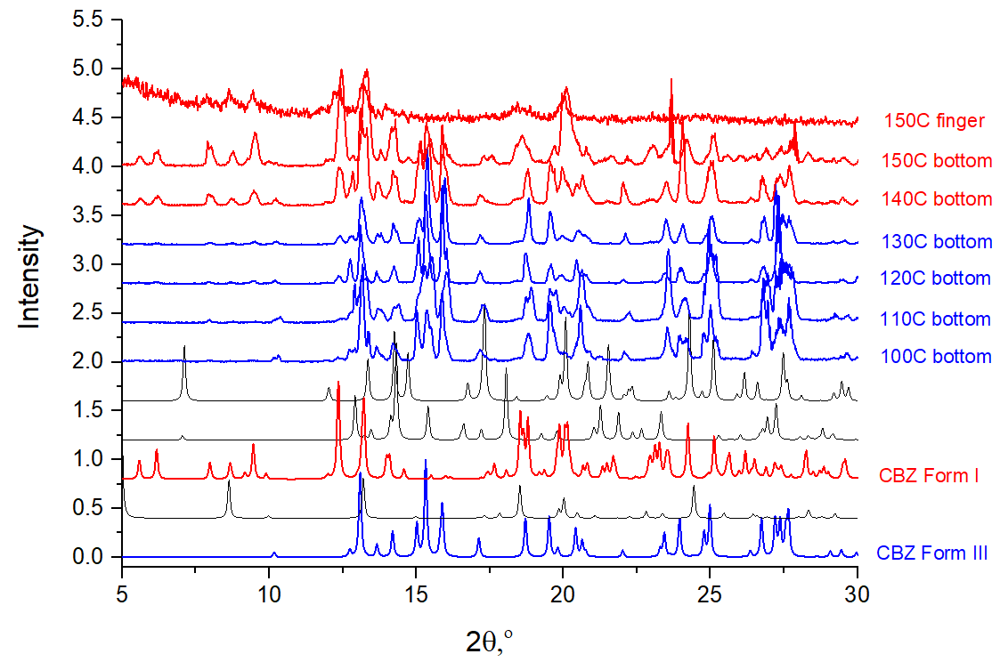 5.5
5.0
4.5
4.0
3.5
3.0
2.5
2.0
1.5
1.0
0.5
0.0
Intensity
150C finger
150C bottom
140C bottom
130C bottom
120C bottom
110C bottom
100C bottom
CBZ Form I
CBZ Form III
5 10 15 20 25 30
2θ,°